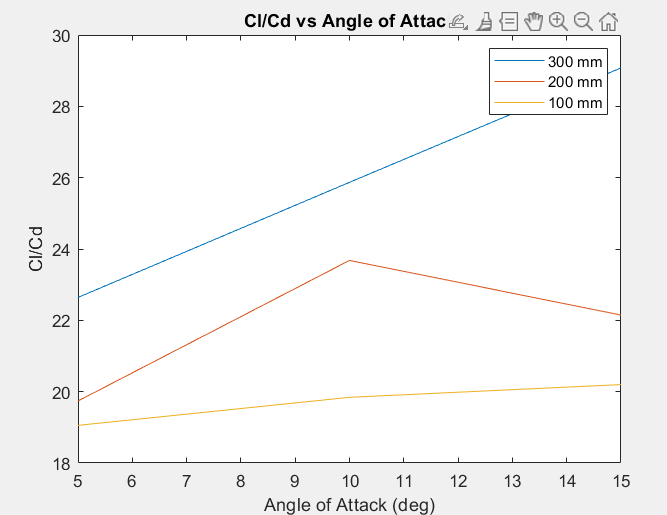 Cl/Cd vs Angle of Attac
300 mm
200 mm
100 mm
30
28
26
24
22
20
18
Cl/Cd
5 6 7 8 9 10 11 12 13 14 15
Angle of Attack (deg)